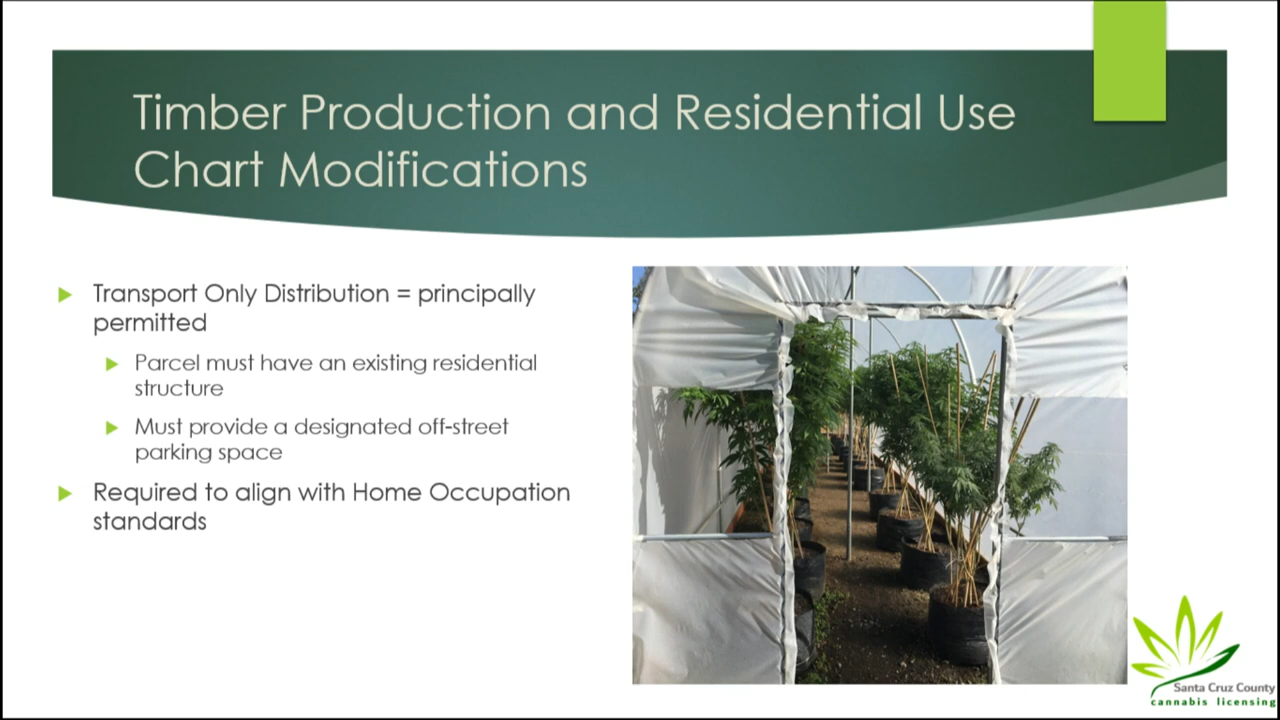 Timber Production and Residential Use
Chart Modifications
Transport Only Distribution = principally
permitted
Parcel must have an existing residential
structure
Must provide a designated off-street
parking space
Required to align with Home Occupation
standards
Santa Cruz County
cannabis licensing